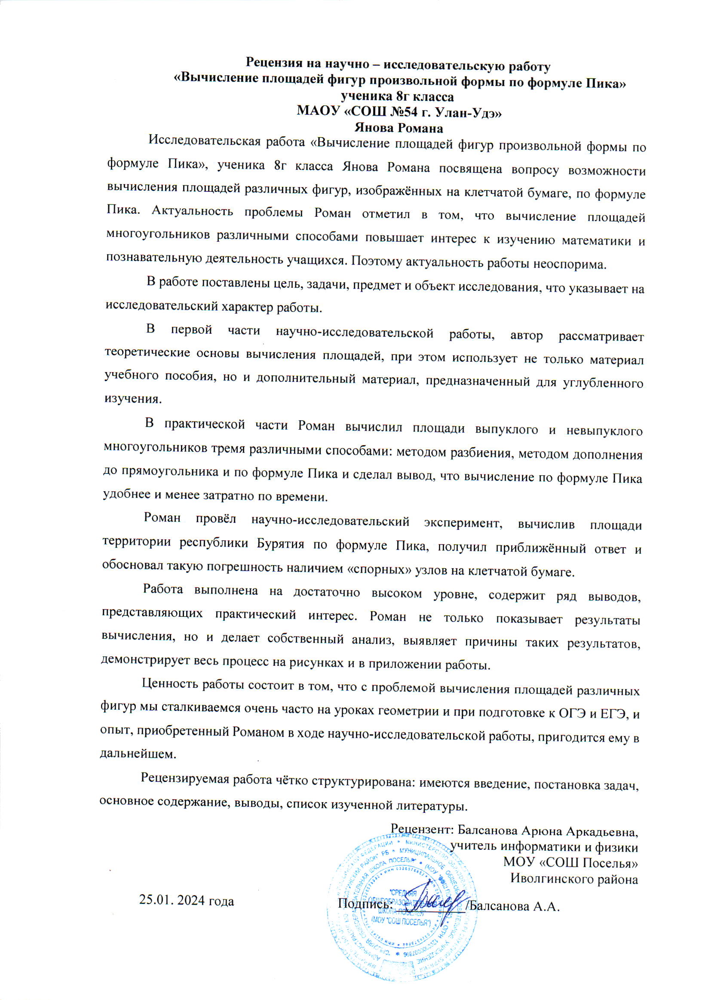 Рецензия на научно – исследовательскую работу
«Вычисление площадей фигур произвольной формы по формуле Пика»
ученика 8г класса
МАОУ «СОШ №54 г. Улан-Удэ»
Янова Романа
Исследовательская работа «Вычисление площадей фигур произвольной формы по
формуле Пика», ученика 8г класса Янова Романа посвящена вопросу возможности
вычисления площадей различных фигур, изображённых на клетчатой бумаге, по формуле
Пика. Актуальность проблемы Роман отметил в том, что вычисление площадей
многоугольников различными способами повышает интерес к изучению математики и
познавательную деятельность учащихся. Поэтому актуальность работы неоспорима.
В работе поставлены цель, задачи, предмет и объект исследования, что указывает на
исследовательский характер работы.
В первой части научно-исследовательской работы, автор рассматривает
теоретические основы вычисления площадей, при этом использует не только материал
учебного пособия, но и дополнительный материал, предназначенный для углубленного
изучения.
В практической части Роман вычислил площади выпуклого и невыпуклого
многоугольников тремя различными способами: методом разбиения, методом дополнения
до прямоугольника и по формуле Пика и сделал вывод, что вычисление по формуле Пика
удобнее и менее затратно по времени.
Роман провёл научно-исследовательский эксперимент, вычислив площади
территории республики Бурятия по формуле Пика, получил приближённый ответ и
обосновал такую погрешность наличием «спорных» узлов на клетчатой бумаге.
Работа выполнена на достаточно высоком уровне, содержит ряд выводов,
представляющих практический интерес. Роман не только показывает результаты
вычисления, но и делает собственный анализ, выявляет причины таких результатов,
демонстрирует весь процесс на рисунках и в приложении работы.
Ценность работы состоит в том, что с проблемой вычисления площадей различных
фигур мы сталкиваемся очень часто на уроках геометрии и при подготовке к ОГЭ и ЕГЭ, и
опыт, приобретенный Романом в ходе научно-исследовательской работы, пригодится ему в
дальнейшем.
Рецензируемая работа чётко структурирована: имеются введение, постановка задач,
основное содержание, выводы, список изученной литературы.
Рецензент: Балсанова Арюна Аркадьевна,
учитель информатики и физики
МОУ «СОШ Поселья»
Иволгинского района
25.01. 2024 года
Подпись: /Балсанова А.А.
"СРЕДНЯЯ
ОБЩЕОБРАЗОВАТЕЛЬНАЯ
ШКОЛА ПОСЕЛЬЯ"
(МОУ "СОШ ПОСЕЛЬЯ")